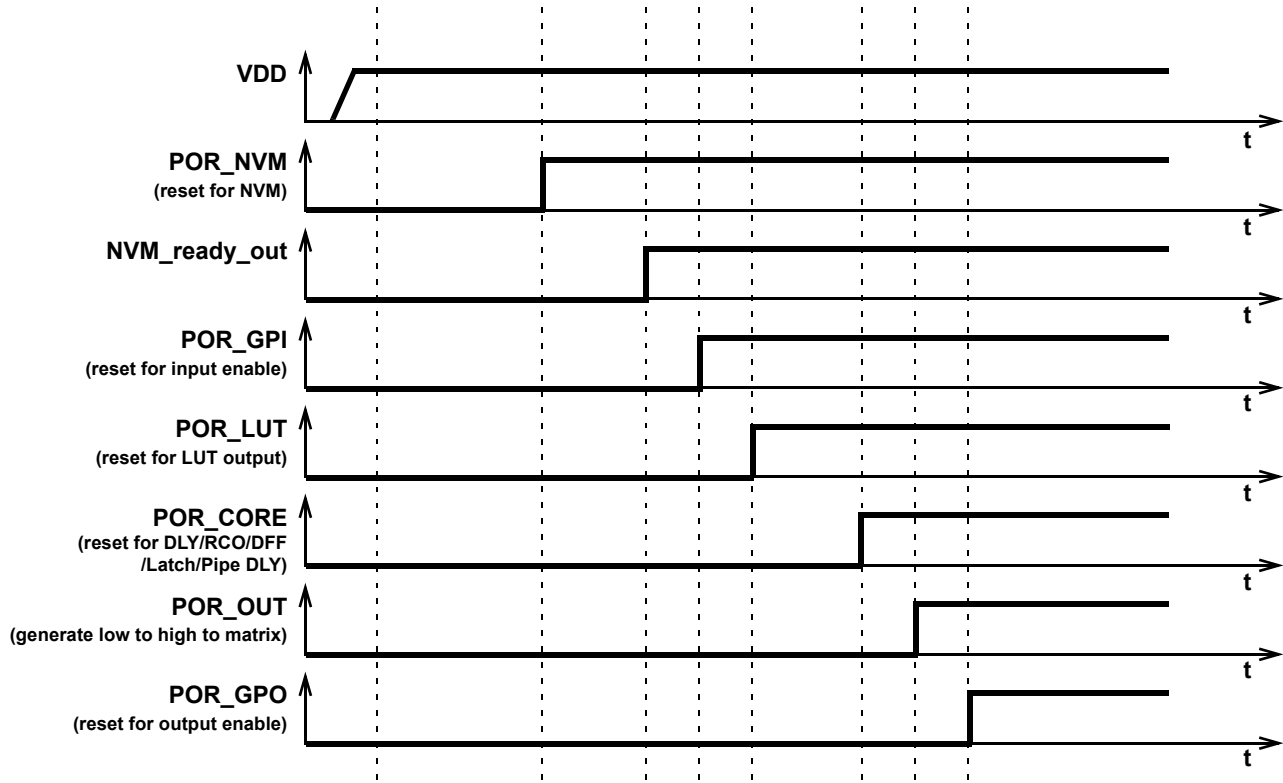 VDD
t
POR_NVM
(reset for NVM)
t
NVM_ready_out
t
POR_GPI
(reset for input enable)
t
POR_LUT
(reset for LUT output)
t
POR_CORE
(reset for DLY/RCO/DFF
/Latch/Pipe DLY)
t
POR_OUT
(generate low to high to matrix)
t
POR_GPO
(reset for output enable)
t